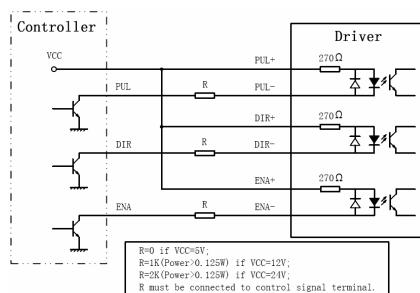 Controller
Driver
VCC
PUL+
270Ω
PUL
R
PUL-
DIR+
270Ω
DIR
R
DIR-
ENA+
270Ω
ENA
R
ENA-
R=0 if VCC=5V;
R=1K(Power>0.125W) if VCC=12V;
R=2K(Power>0.125W) if VCC=24V;
R must be connected to control signal terminal.